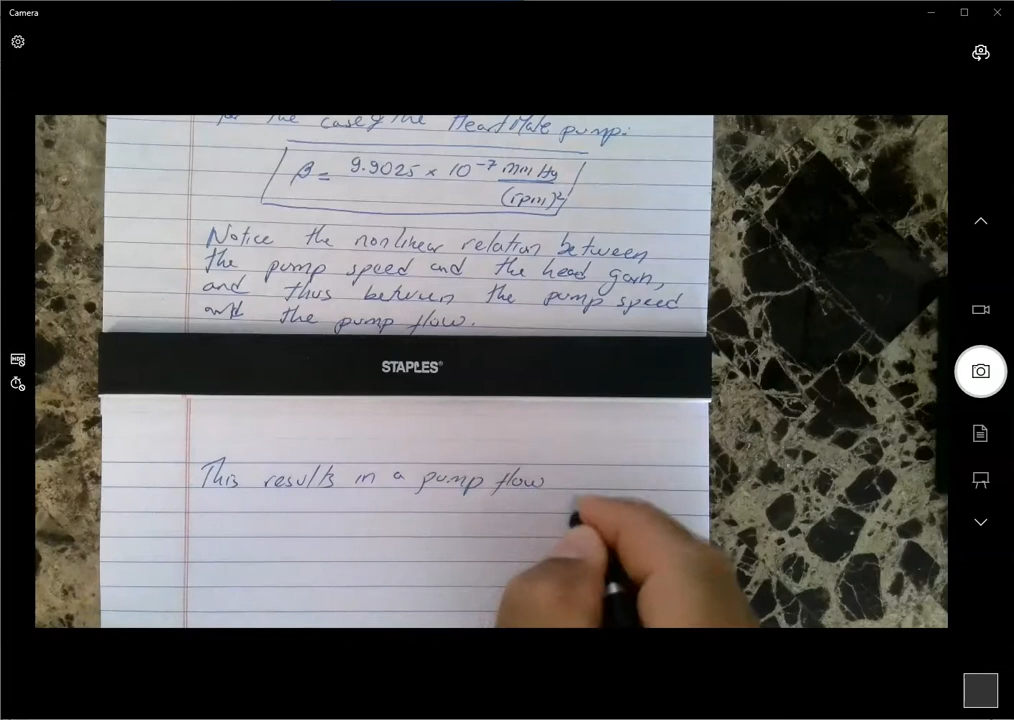 Camera
for the case of the HeartMate pump:
β = 9.9025 × 10⁻⁷ mmHg/(rpm)²
Notice the nonlinear relation between
the pump speed and the head gain,
and thus between the pump speed
and the pump flow.
STAPLES®
This results in a pump flow